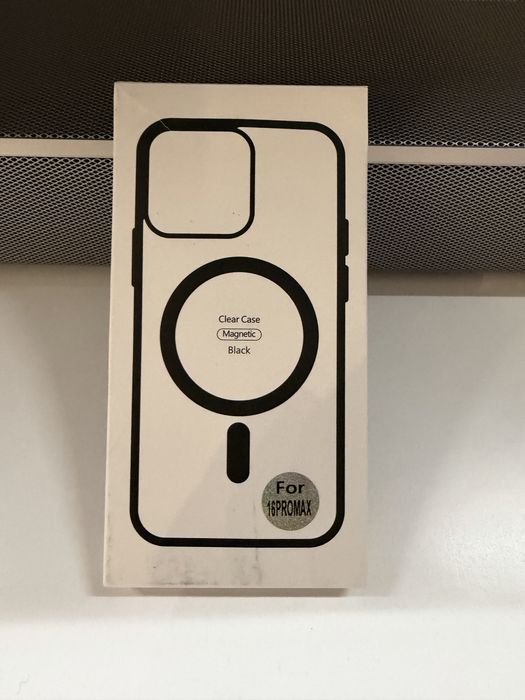 Clear Case
Magnetic
Black
For
16PROMAX